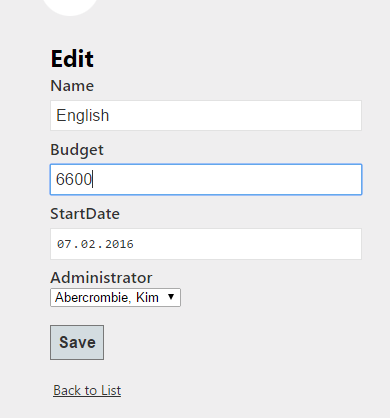 Edit
Name
English
Budget
6600
StartDate
07.02.2016
Administrator
Abercrombie, Kim
Save
Back to List